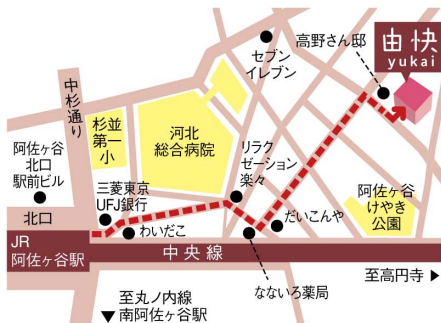 高野さん邸
由快
yukai
セブン
イレブン
中杉通り
杉並
第一
小
河北
総合病院
阿佐ヶ谷
北口
駅前ビル
リラク
ゼーション
楽々
三菱東京
UFJ銀行
阿佐ヶ谷
けやき
公園
北口
わいだこ
だいこんや
JR
阿佐ヶ谷駅
中央線
なないろ薬局
至高円寺 ▶
至丸ノ内線
▼ 南阿佐ヶ谷駅